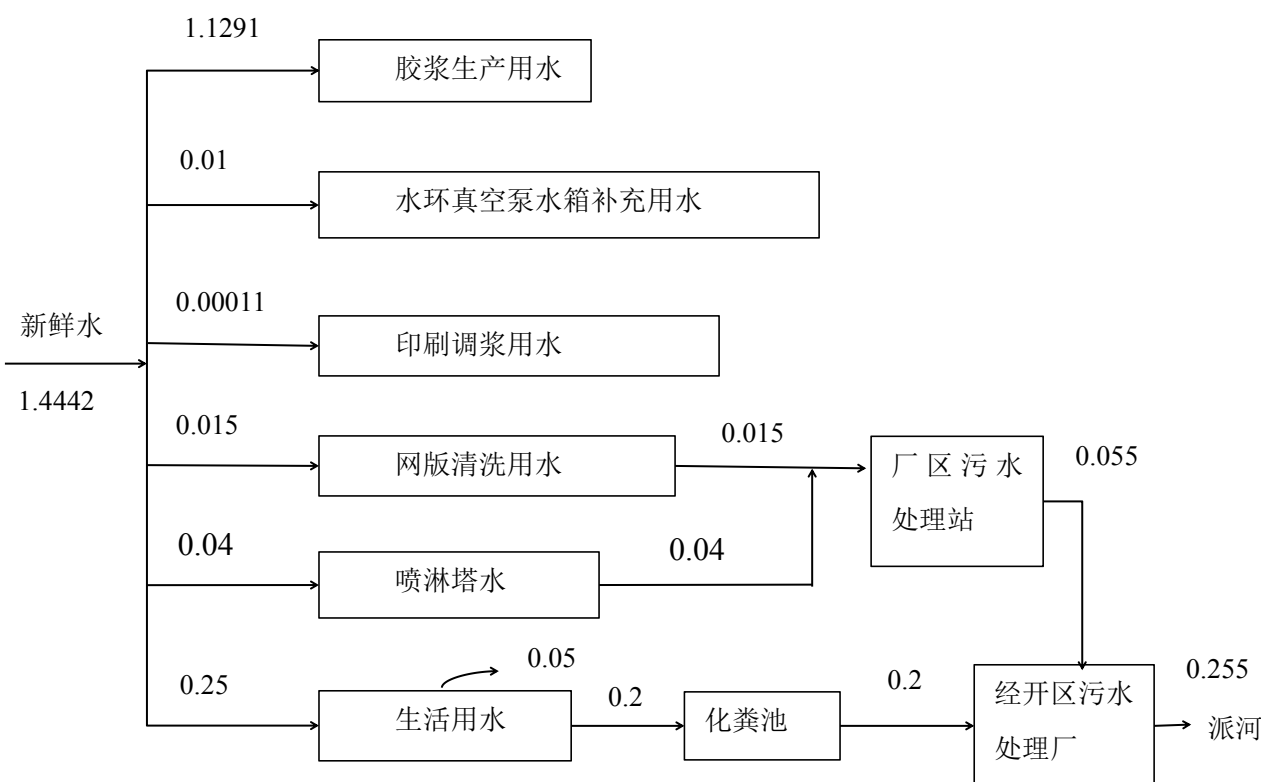 1.1291
胶浆生产用水
0.01
水环真空泵水箱补充用水
0.00011
新鲜水
印刷调浆用水
1.4442
0.015
网版清洗用水
0.015
厂区污水
处理站
0.055
0.04
喷淋塔水
0.04
0.05
0.25
生活用水
0.2
化粪池
0.2
经开区污水
处理厂
0.255
派河